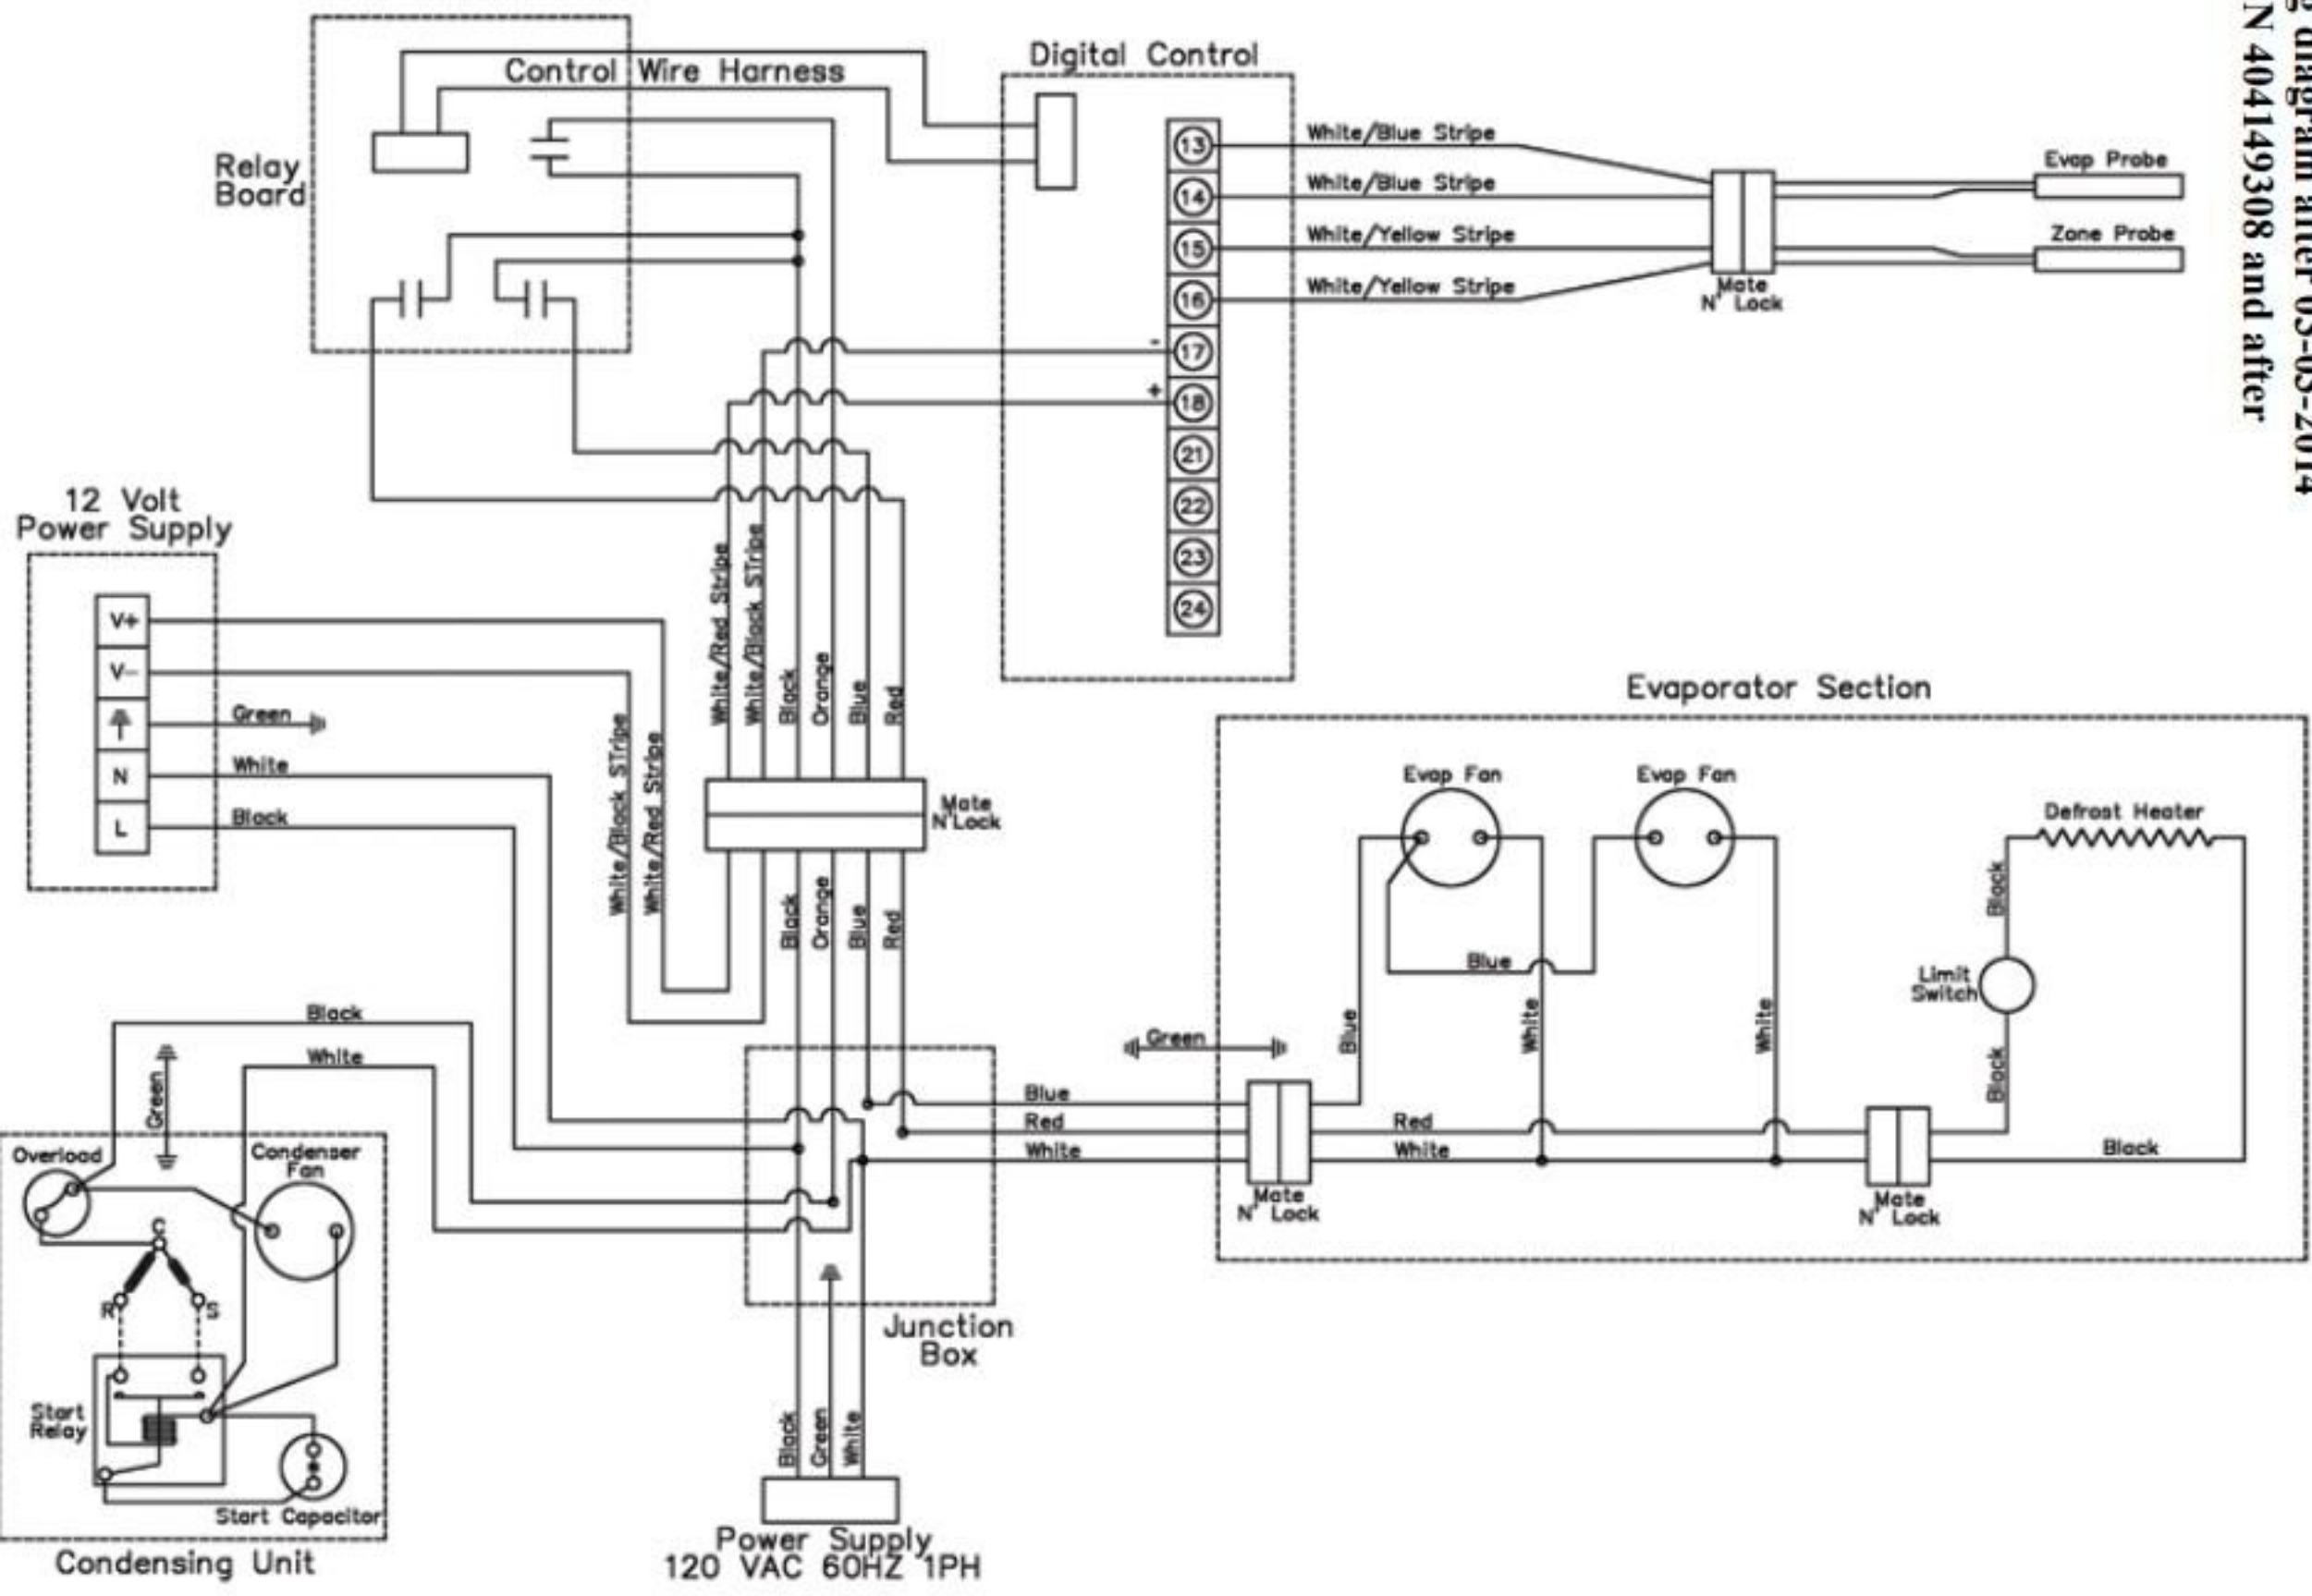 g diagram after 03-03-2014
N 404149308 and after
Digital Control
Control Wire Harness
Relay
Board
13
14
15
16
17
18
21
22
23
24
-
+
White/Blue Stripe
White/Blue Stripe
White/Yellow Stripe
White/Yellow Stripe
Mate
N' Lock
Evap Probe
Zone Probe
12 Volt
Power Supply
V+
V-
N
L
Green
White
Black
White/Black STripe
White/Red Stripe
White/Red Stripe
White/Black STripe
Black
Orange
Blue
Red
Mate
N'Lock
Black
Orange
Blue
Red
Evaporator Section
Evap Fan
Evap Fan
Defrost Heater
Black
Limit
Switch
Black
Blue
Blue
White
White
Green
Blue
Red
White
Red
White
Black
Mate
N' Lock
Mate
N' Lock
Black
White
Green
Overload
Condenser
Fan
C
R
S
Start
Relay
Start Capacitor
Condensing Unit
Junction
Box
Black
Green
White
Power Supply
120 VAC 60HZ 1PH